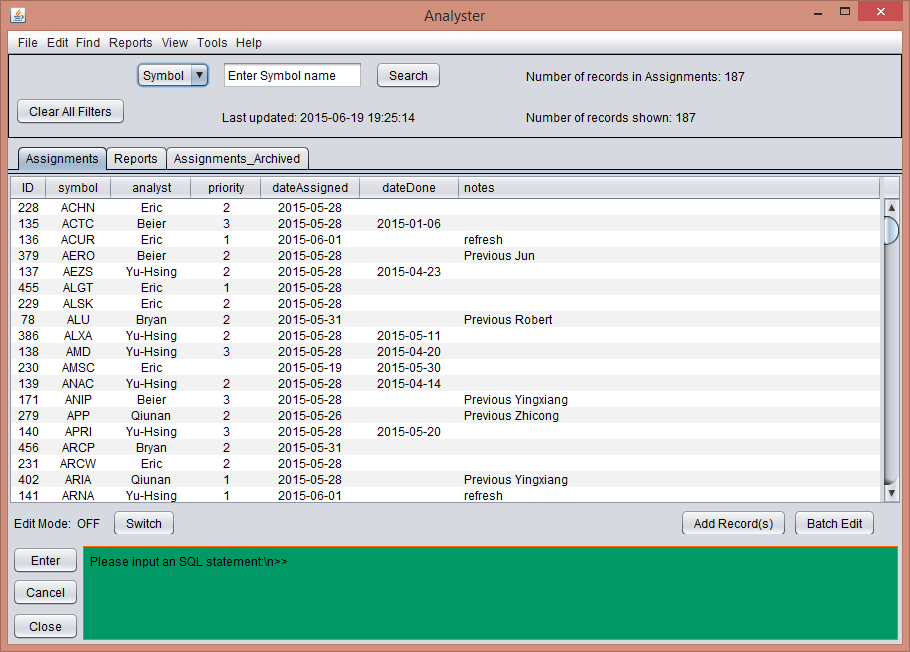 Analyster
File Edit Find Reports View Tools Help
Symbol Enter Symbol name Search Number of records in Assignments: 187
Clear All Filters Last updated: 2015-06-19 19:25:14 Number of records shown: 187
Assignments Reports Assignments_Archived
ID symbol analyst priority dateAssigned dateDone notes
228 ACHN Eric 2 2015-05-28
135 ACTC Beier 3 2015-05-28 2015-01-06
136 ACUR Eric 1 2015-06-01 refresh
379 AERO Beier 2 2015-05-28 Previous Jun
137 AEZS Yu-Hsing 2 2015-05-28 2015-04-23
455 ALGT Eric 1 2015-05-28
229 ALSK Eric 2 2015-05-28
78 ALU Bryan 2 2015-05-31 Previous Robert
386 ALXA Yu-Hsing 2 2015-05-28 2015-05-11
138 AMD Yu-Hsing 3 2015-05-28 2015-04-20
230 AMSC Eric 2015-05-19 2015-05-30
139 ANAC Yu-Hsing 2 2015-05-28 2015-04-14
171 ANIP Beier 3 2015-05-28 Previous Yingxiang
279 APP Qiunan 2 2015-05-26 Previous Zhicong
140 APRI Yu-Hsing 3 2015-05-28 2015-05-20
456 ARCP Bryan 2 2015-05-31
231 ARCW Eric 2 2015-05-28
402 ARIA Qiunan 1 2015-05-28 Previous Yingxiang
141 ARNA Yu-Hsing 1 2015-06-01 refresh
Edit Mode: OFF Switch Add Record(s) Batch Edit
Enter Please input an SQL statement:\n>>
Cancel
Close